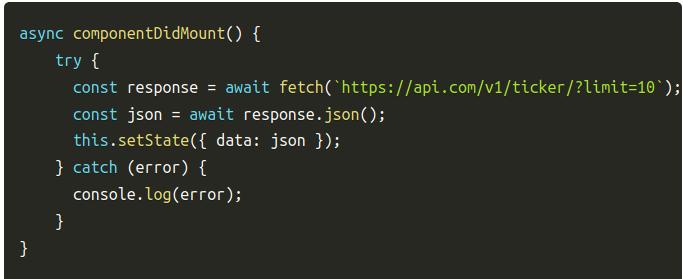 async componentDidMount() {
    try {
      const response = await fetch(`https://api.com/v1/ticker/?limit=10`);
      const json = await response.json();
      this.setState({ data: json });
    } catch (error) {
      console.log(error);
    }
}